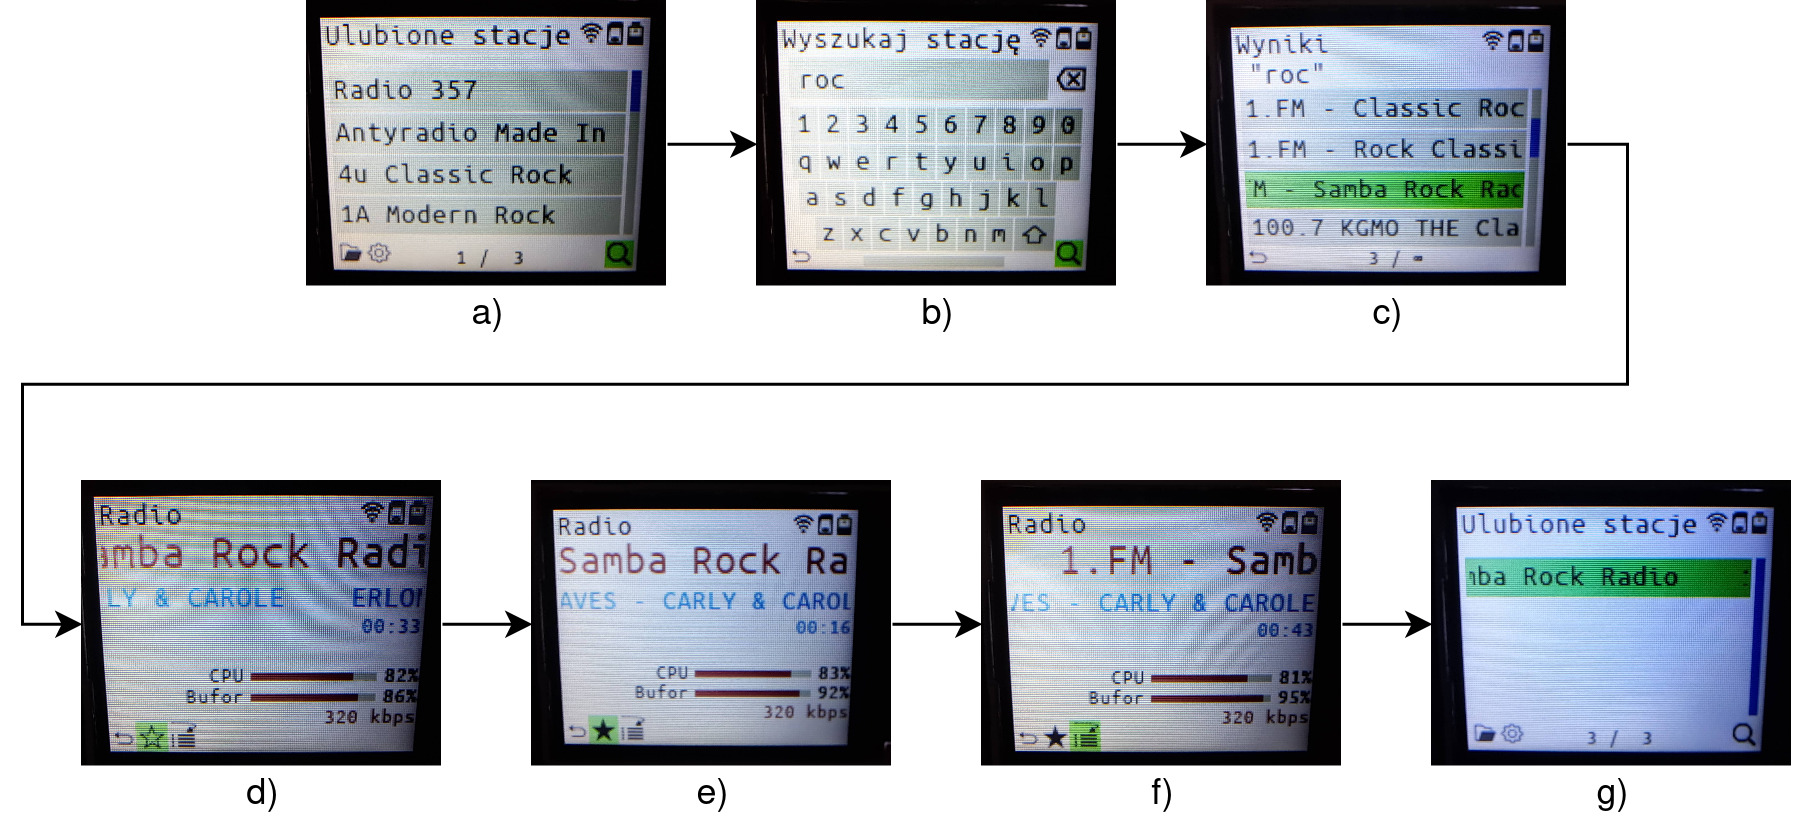 Ulubione stacje
Radio 357
Antyradio Made In
4u Classic Rock
1A Modern Rock
1 / 3
a)
Wyszukaj stację
roc
1 2 3 4 5 6 7 8 9 0
q w e r t y u i o p
a s d f g h j k l
z x c v b n m
b)
Wyniki
"roc"
1.FM - Classic Roc
1.FM - Rock Classi
M - Samba Rock Rac
100.7 KGMO THE Cla
3 / ∞
c)
Radio
amba Rock Radi
LY & CAROLE ERLO
00:33
CPU 82%
Bufor 86%
320 kbps
d)
Radio
Samba Rock Ra
AVES - CARLY & CAROL
00:16
CPU 83%
Bufor 92%
320 kbps
e)
Radio
1.FM - Samb
VES - CARLY & CAROLE
00:43
CPU 81%
Bufor 95%
320 kbps
f)
Ulubione stacje
mba Rock Radio
3 / 3
g)